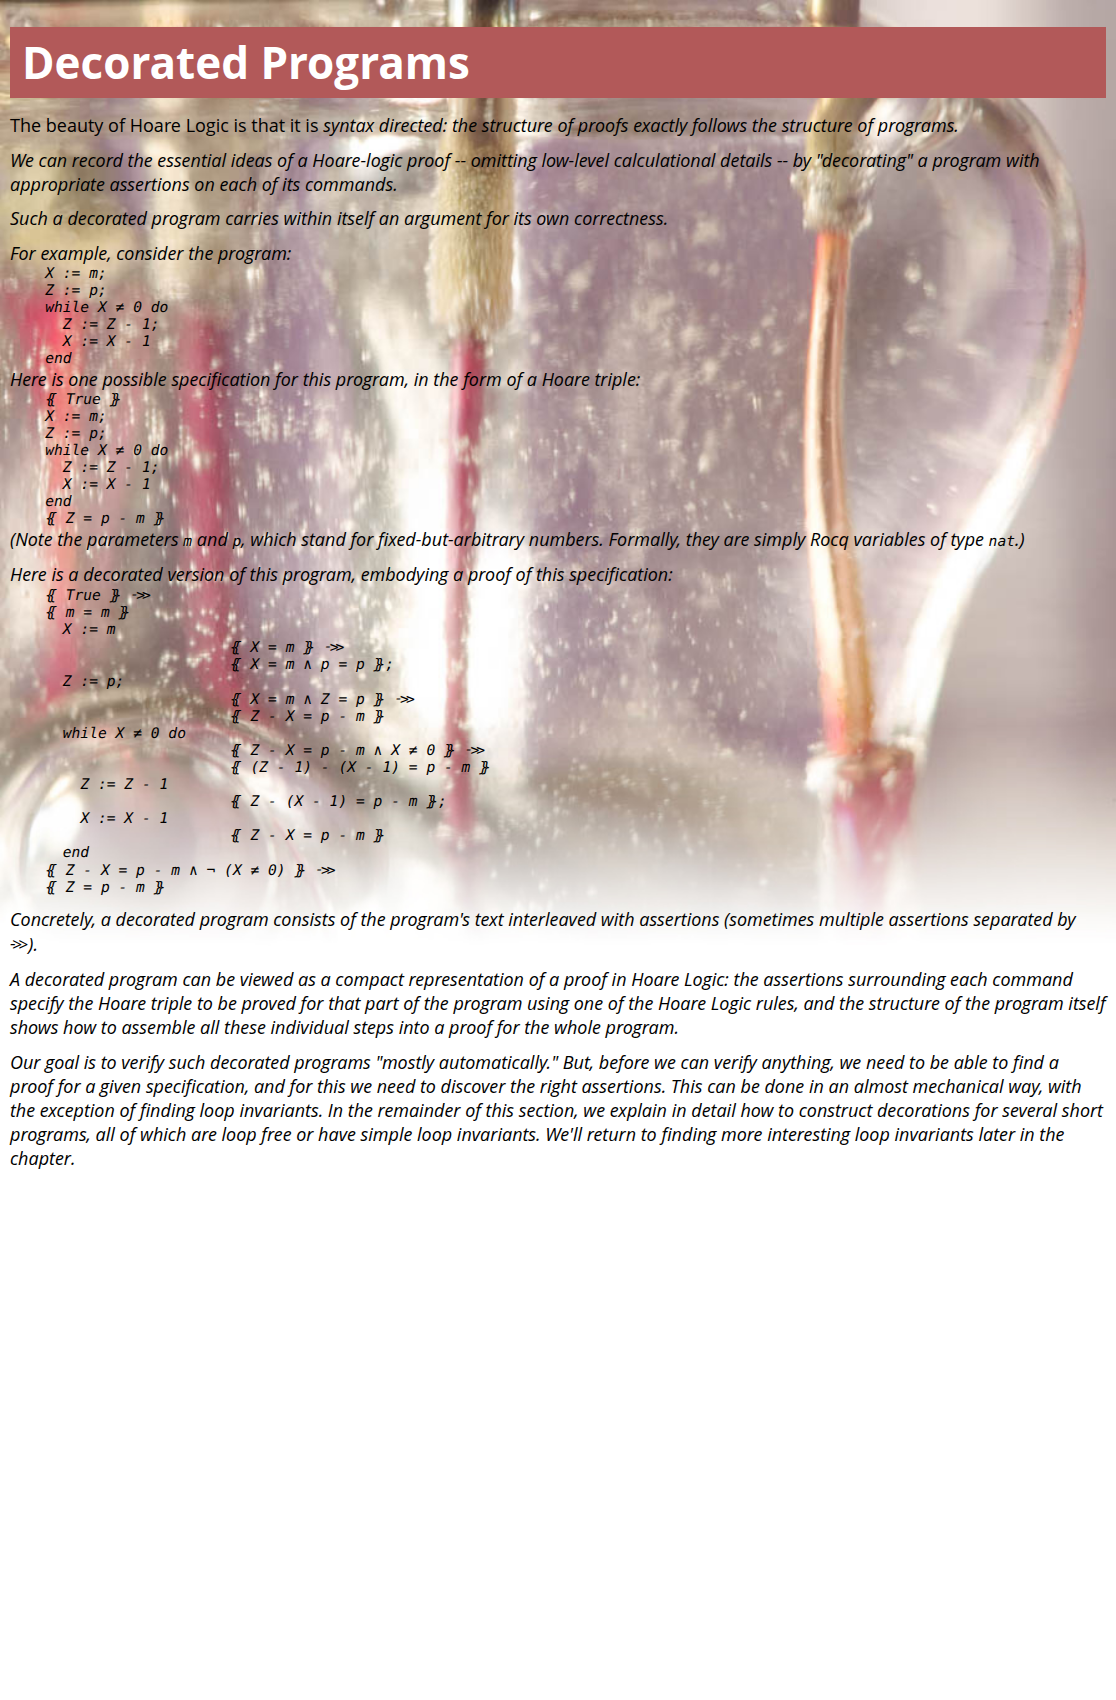 Decorated Programs
The beauty of Hoare Logic is that it is syntax directed: the structure of proofs exactly follows the structure of programs.
We can record the essential ideas of a Hoare-logic proof -- omitting low-level calculational details -- by "decorating" a program with
appropriate assertions on each of its commands.
Such a decorated program carries within itself an argument for its own correctness.
For example, consider the program:
X := m;
Z := p;
while X ≠ 0 do
Z := Z - 1;
X := X - 1
end
Here is one possible specification for this program, in the form of a Hoare triple:
{{ True }}
X := m;
Z := p;
while X ≠ 0 do
Z := Z - 1;
X := X - 1
end
{{ Z = p - m }}
(Note the parameters m and p, which stand for fixed-but-arbitrary numbers. Formally, they are simply Rocq variables of type nat.)
Here is a decorated version of this program, embodying a proof of this specification:
{{ True }} ->>
{{ m = m }}
X := m
{{ X = m }} ->>
{{ X = m ∧ p = p }};
Z := p;
{{ X = m ∧ Z = p }} ->>
{{ Z - X = p - m }}
while X ≠ 0 do
{{ Z - X = p - m ∧ X ≠ 0 }} ->>
{{ (Z - 1) - (X - 1) = p - m }}
Z := Z - 1
{{ Z - (X - 1) = p - m }};
X := X - 1
{{ Z - X = p - m }}
end
{{ Z - X = p - m ∧ ¬ (X ≠ 0) }} ->>
{{ Z = p - m }}
Concretely, a decorated program consists of the program's text interleaved with assertions (sometimes multiple assertions separated by
->>).
A decorated program can be viewed as a compact representation of a proof in Hoare Logic: the assertions surrounding each command
specify the Hoare triple to be proved for that part of the program using one of the Hoare Logic rules, and the structure of the program itself
shows how to assemble all these individual steps into a proof for the whole program.
Our goal is to verify such decorated programs "mostly automatically." But, before we can verify anything, we need to be able to find a
proof for a given specification, and for this we need to discover the right assertions. This can be done in an almost mechanical way, with
the exception of finding loop invariants. In the remainder of this section, we explain in detail how to construct decorations for several short
programs, all of which are loop free or have simple loop invariants. We'll return to finding more interesting loop invariants later in the
chapter.